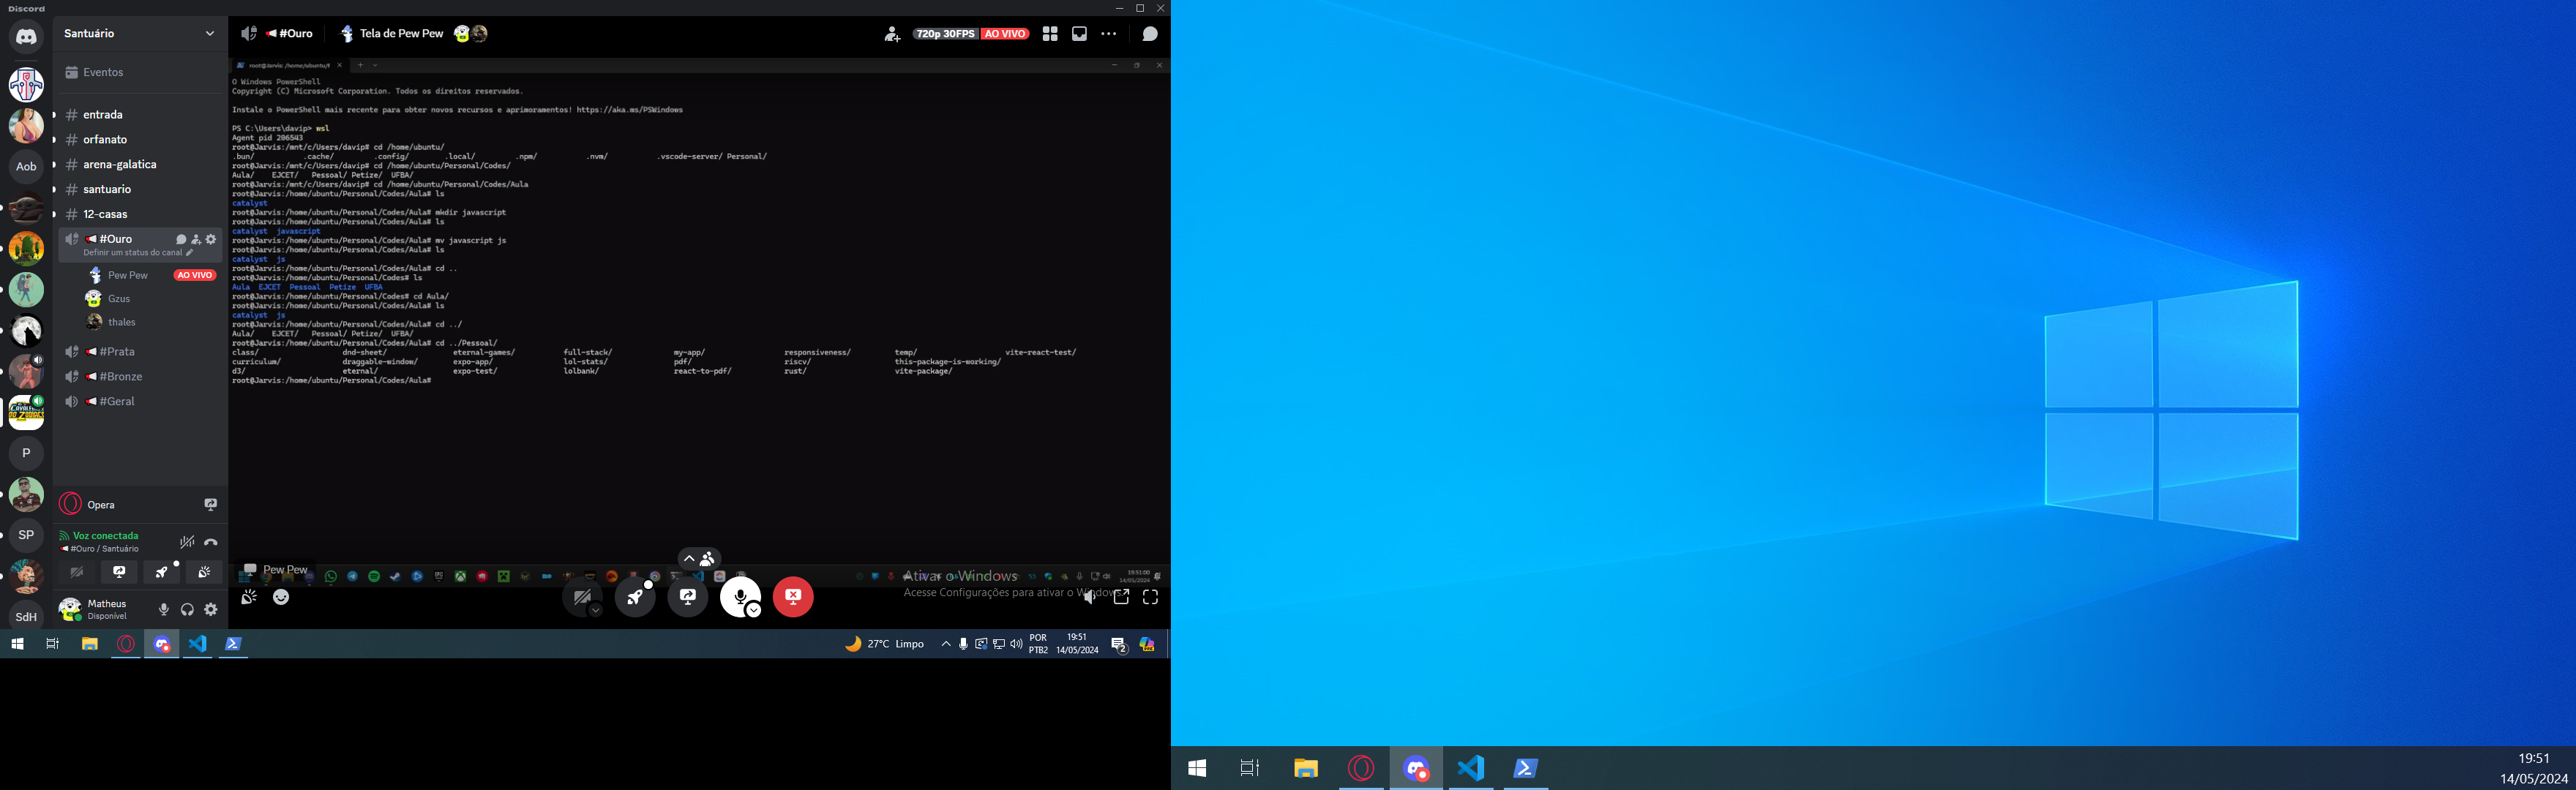 Discord
Santuário
Eventos
entrada
orfanato
Aob
arena-galatica
santuario
12-casas
#Ouro
Definir um status do canal
Pew Pew AO VIVO
Gzus
thales
#Prata
#Bronze
#Geral
P
SP
SdH
Opera
Voz conectada
#Ouro / Santuário
Matheus
Disponível
#Ouro Tela de Pew Pew 720p 30FPS AO VIVO
root@Jarvis: /home/ubuntu/
O Windows PowerShell
Copyright (C) Microsoft Corporation. Todos os direitos reservados.
Instale o PowerShell mais recente para obter novos recursos e aprimoramentos! https://aka.ms/PSWindows
PS C:\Users\davip> wsl
Agent pid 206543
root@Jarvis:/mnt/c/Users/davip# cd /home/ubuntu/
.bun/ .cache/ .config/ .local/ .npm/ .nvm/ .vscode-server/ Personal/
root@Jarvis:/mnt/c/Users/davip# cd /home/ubuntu/Personal/Codes/
Aula/ EJCET/ Pessoal/ Petize/ UFBA/
root@Jarvis:/mnt/c/Users/davip# cd /home/ubuntu/Personal/Codes/Aula
root@Jarvis:/home/ubuntu/Personal/Codes/Aula# ls
catalyst
root@Jarvis:/home/ubuntu/Personal/Codes/Aula# mkdir javascript
root@Jarvis:/home/ubuntu/Personal/Codes/Aula# ls
catalyst javascript
root@Jarvis:/home/ubuntu/Personal/Codes/Aula# mv javascript js
root@Jarvis:/home/ubuntu/Personal/Codes/Aula# ls
catalyst js
root@Jarvis:/home/ubuntu/Personal/Codes/Aula# cd ..
root@Jarvis:/home/ubuntu/Personal/Codes# ls
Aula EJCET Pessoal Petize UFBA
root@Jarvis:/home/ubuntu/Personal/Codes# cd Aula/
root@Jarvis:/home/ubuntu/Personal/Codes/Aula# ls
catalyst js
root@Jarvis:/home/ubuntu/Personal/Codes/Aula# cd ../
Aula/ EJCET/ Pessoal/ Petize/ UFBA/
root@Jarvis:/home/ubuntu/Personal/Codes/Aula# cd ../Pessoal/
class/ dnd-sheet/ eternal-games/ full-stack/ my-app/ responsiveness/ temp/ vite-react-test/
curriculum/ draggable-window/ expo-app/ lol-stats/ pdf/ riscv/ this-package-is-working/
d3/ eternal/ expo-test/ lolbank/ react-to-pdf/ rust/ vite-package/
root@Jarvis:/home/ubuntu/Personal/Codes/Aula#
Pew Pew
19:51:00
14/05/2024
Ativar o Windows
Acesse Configurações para ativar o Windows.
27°C Limpo
POR
PTB2
19:51
14/05/2024
2
19:51
14/05/2024